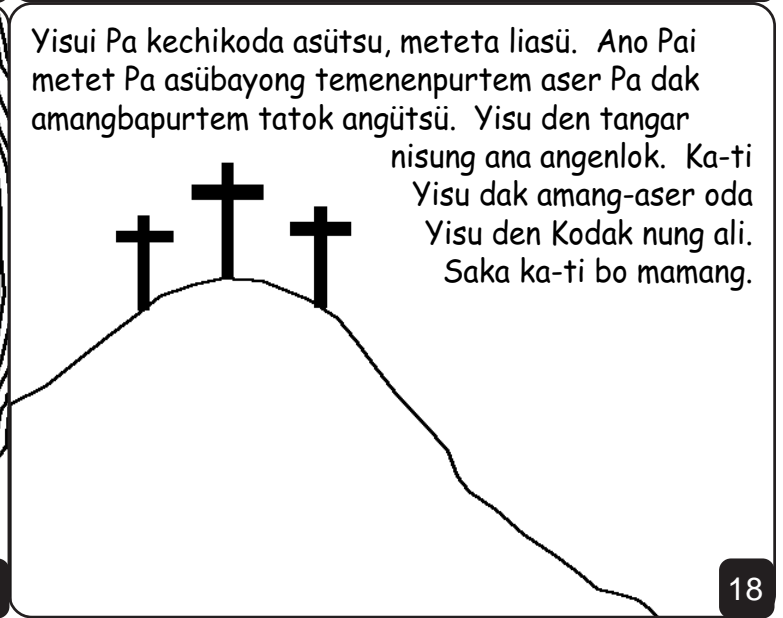 Yisui Pa kechikoda asütsu, meteta liasü. Ano Pai
metet Pa asübayong temenenpurtem aser Pa dak
amangbapurtem tatok angütsü. Yisu den tangar
nisung ana angenlok. Ka-ti
Yisu dak amang-aser oda
Yisu den Kodak nung ali.
Saka ka-ti bo mamang.
18